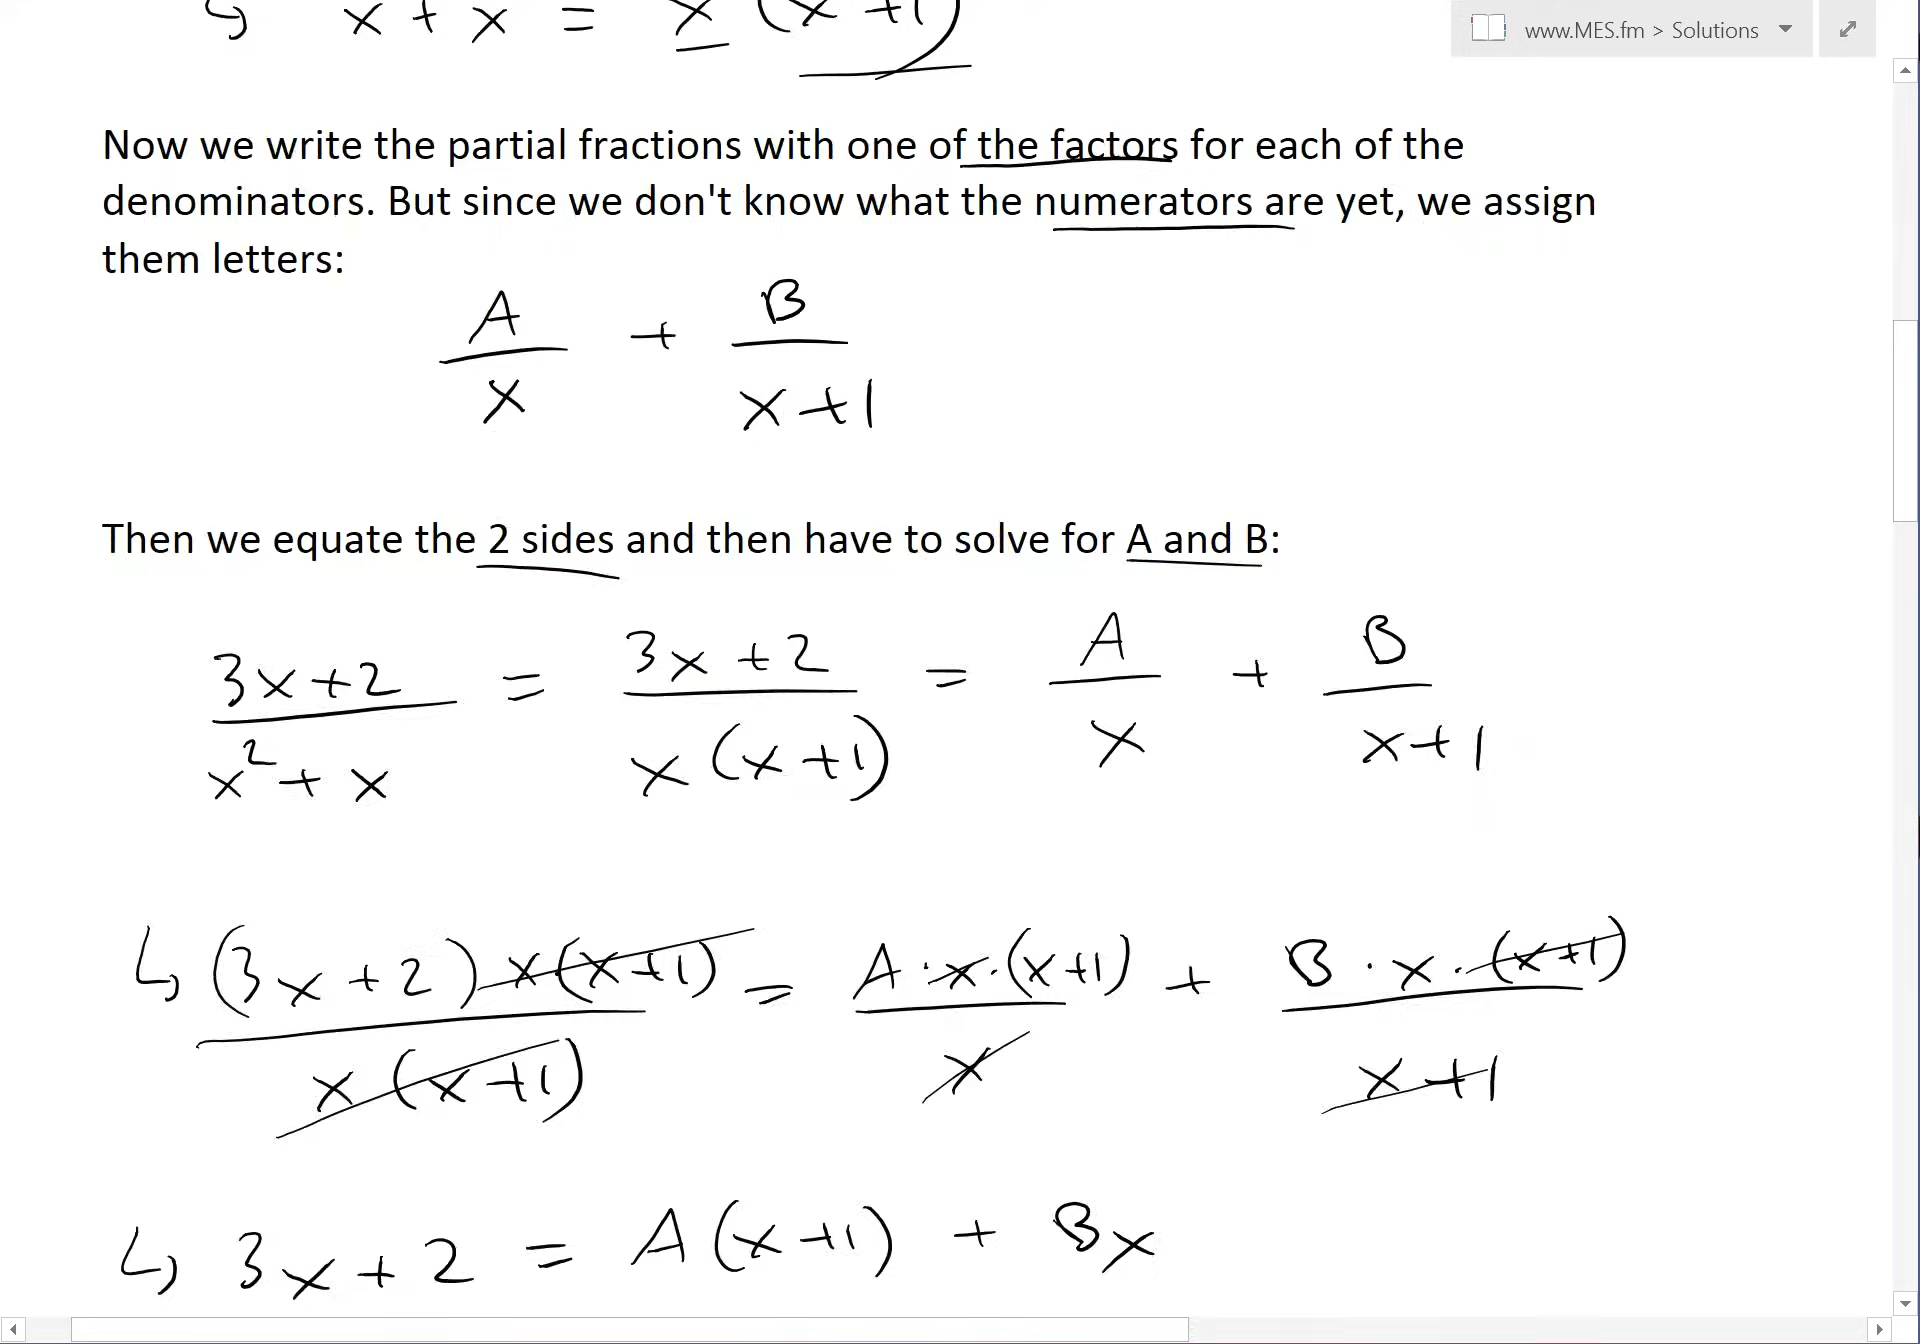 ↳ x + x = x (x+1)
www.MES.fm > Solutions
Now we write the partial fractions with one of the factors for each of the
denominators. But since we don't know what the numerators are yet, we assign
them letters:
A/x + B/(x+1)
Then we equate the 2 sides and then have to solve for A and B:
(3x+2)/(x²+x) = (3x+2)/(x(x+1)) = A/x + B/(x+1)
↳ (3x+2)x(x+1)/(x(x+1)) = A·x·(x+1)/x + B·x·(x+1)/(x+1)
↳ 3x+2 = A(x+1) + Bx